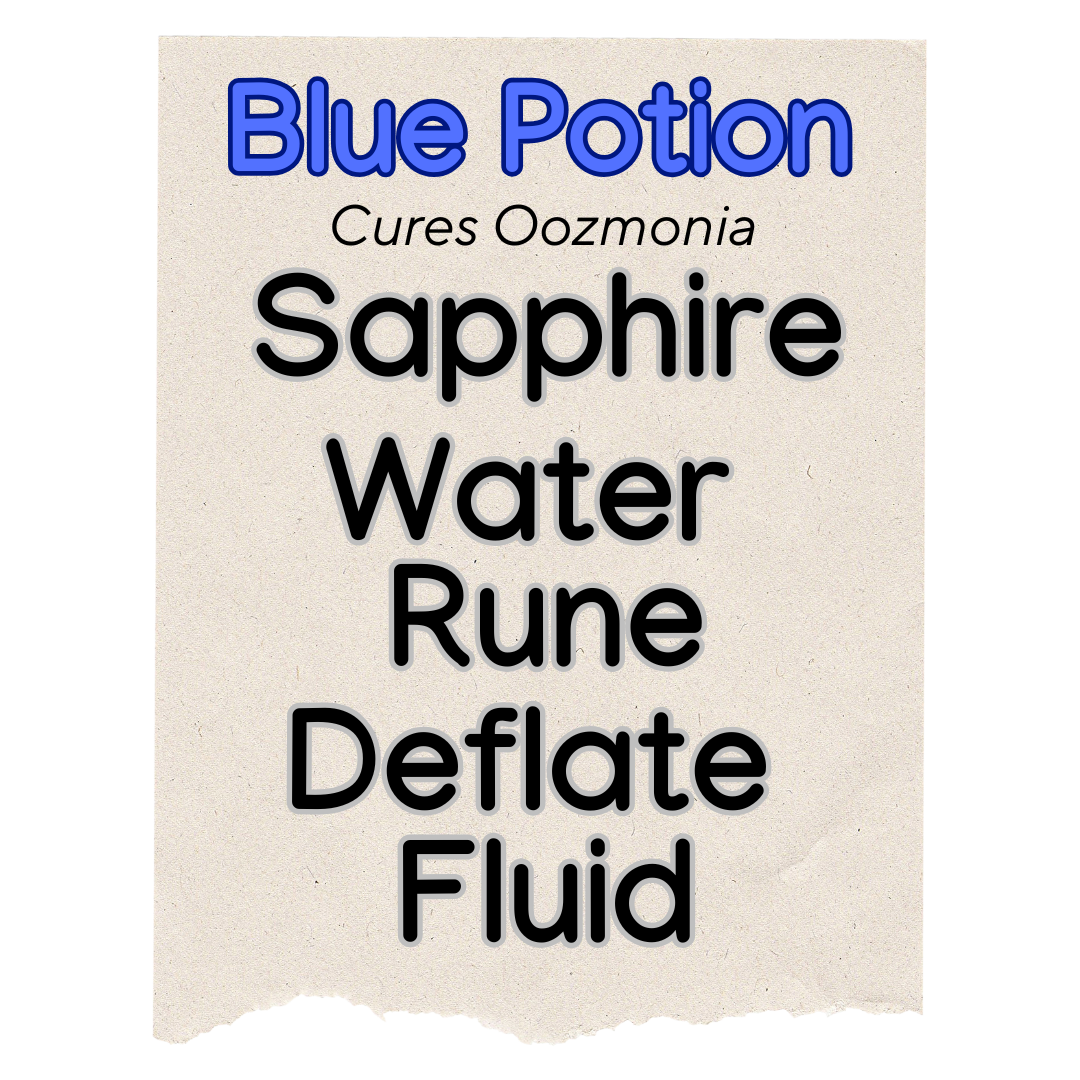 Blue Potion
Cures Oozmonia
Sapphire
Water
Rune
Deflate
Fluid